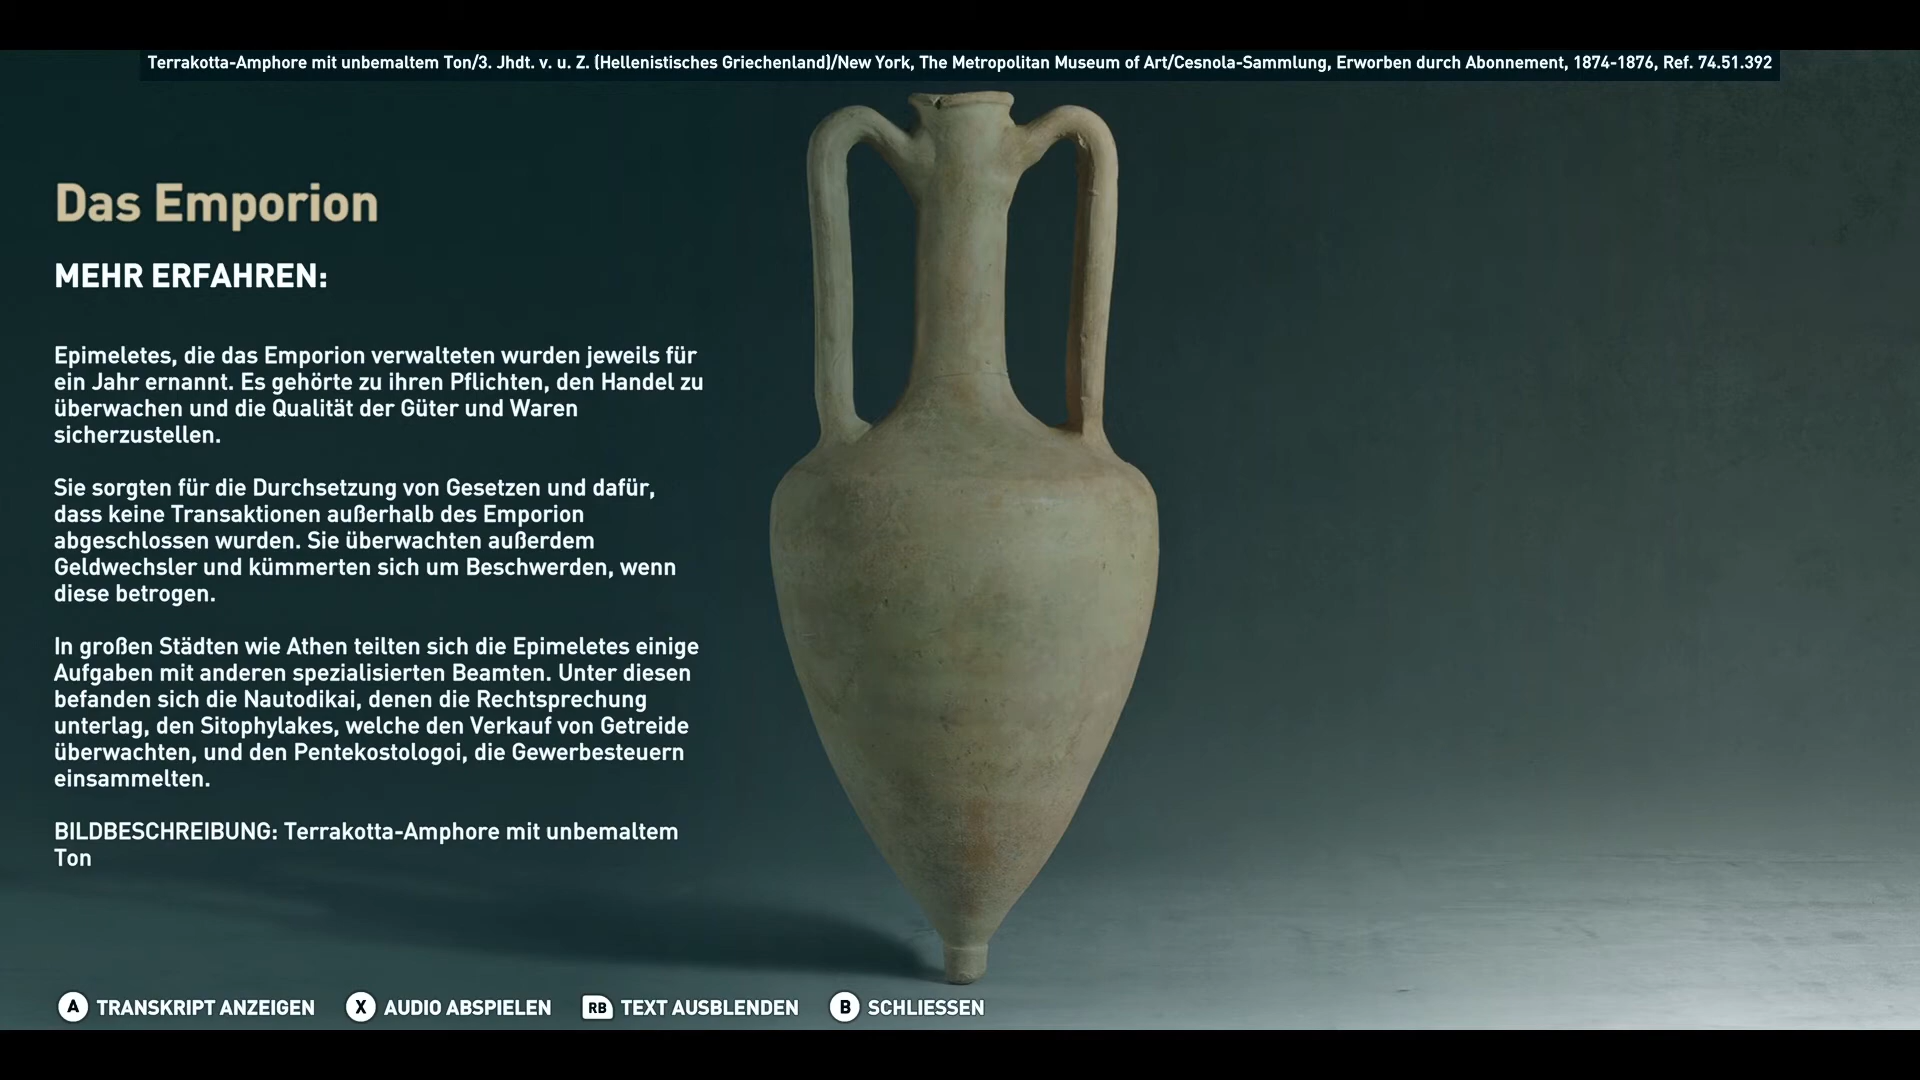 Terrakotta-Amphore mit unbemaltem Ton/3. Jhdt. v. u. Z. (Hellenistisches Griechenland)/New York, The Metropolitan Museum of Art/Cesnola-Sammlung, Erworben durch Abonnement, 1874-1876, Ref. 74.51.392
Das Emporion
MEHR ERFAHREN:
Epimeletes, die das Emporion verwalteten wurden jeweils für
ein Jahr ernannt. Es gehörte zu ihren Pflichten, den Handel zu
überwachen und die Qualität der Güter und Waren
sicherzustellen.
Sie sorgten für die Durchsetzung von Gesetzen und dafür,
dass keine Transaktionen außerhalb des Emporion
abgeschlossen wurden. Sie überwachten außerdem
Geldwechsler und kümmerten sich um Beschwerden, wenn
diese betrogen.
In großen Städten wie Athen teilten sich die Epimeletes einige
Aufgaben mit anderen spezialisierten Beamten. Unter diesen
befanden sich die Nautodikai, denen die Rechtsprechung
unterlag, den Sitophylakes, welche den Verkauf von Getreide
überwachten, und den Pentekostologoi, die Gewerbesteuern
einsammelten.
BILDBESCHREIBUNG: Terrakotta-Amphore mit unbemaltem
Ton
A TRANSKRIPT ANZEIGEN X AUDIO ABSPIELEN RB TEXT AUSBLENDEN B SCHLIESSEN